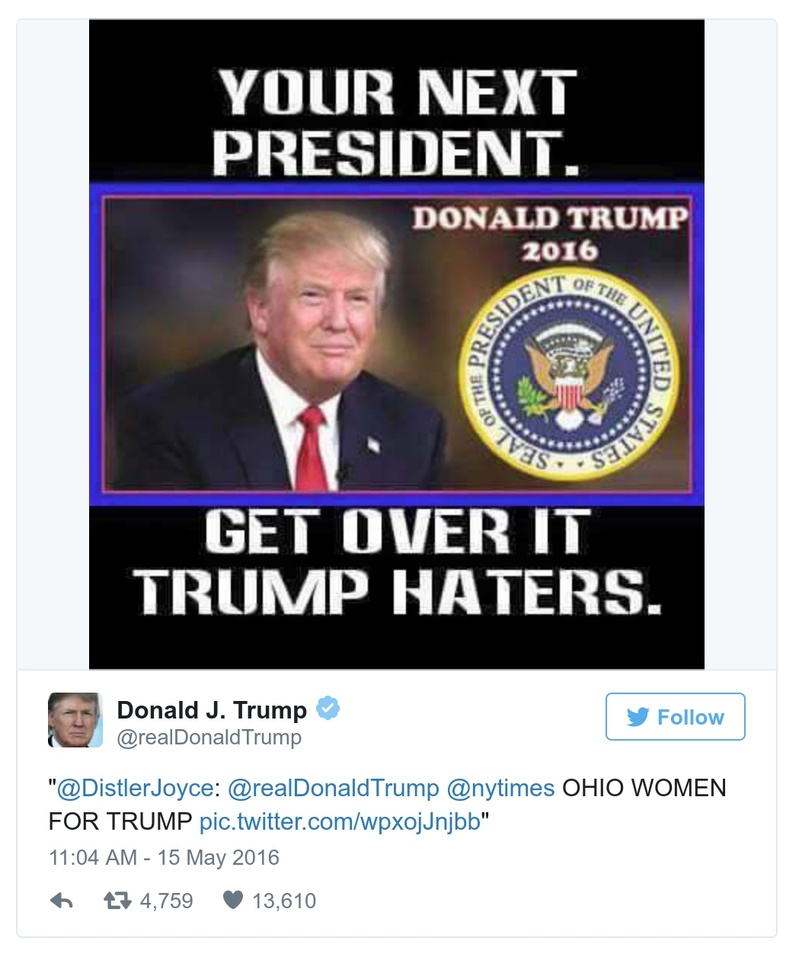 YOUR NEXT
PRESIDENT.
DONALD TRUMP
2016
SEAL OF THE PRESIDENT OF THE UNITED STATES
GET OVER IT
TRUMP HATERS.
Donald J. Trump
@realDonaldTrump
Follow
"@DistlerJoyce: @realDonaldTrump @nytimes OHIO WOMEN
FOR TRUMP pic.twitter.com/wpxojJnjbb"
11:04 AM - 15 May 2016
4,759 13,610